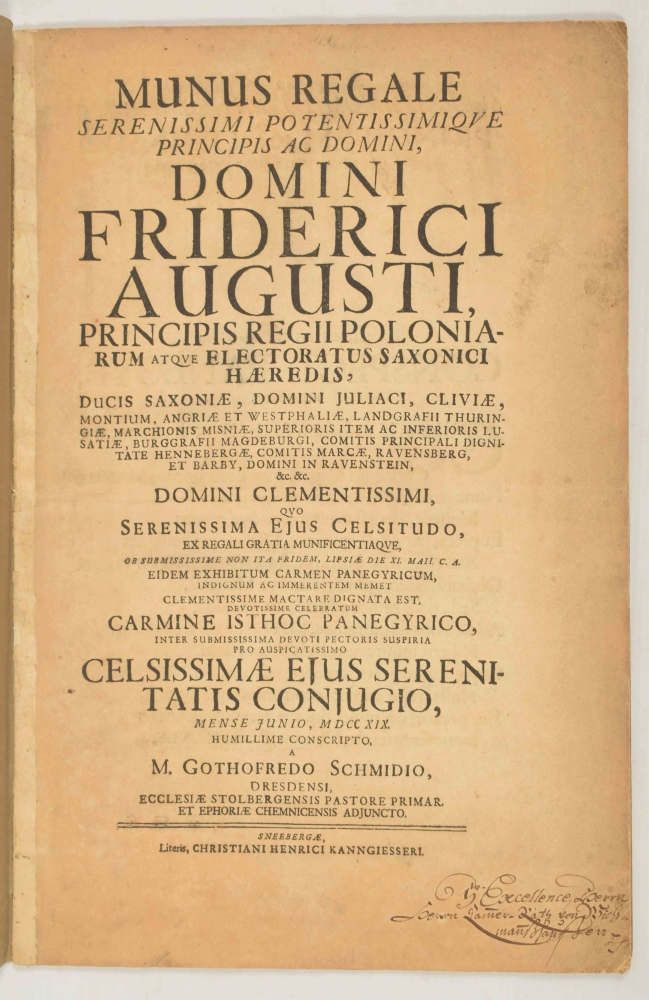 MUNUS REGALE
SERENISSIMI POTENTISSIMIQVE
PRINCIPIS AC DOMINI,
DOMINI
FRIDERICI
AUGUSTI,
PRINCIPIS REGII POLONIA-
RUM ATQVE ELECTORATUS SAXONICI
HÆREDIS,
DUCIS SAXONIÆ, DOMINI JULIACI, CLIVIÆ,
MONTIUM, ANGRIÆ ET WESTPHALIÆ, LANDGRAFII THURIN-
GIÆ, MARCHIONIS MISNIÆ, SUPERIORIS ITEM AC INFERIORIS LU-
SATIÆ, BURGGRAFII MAGDEBURGI, COMITIS PRINCIPALI DIGNI-
TATE HENNEBERGÆ, COMITIS MARCÆ, RAVENSBERG,
ET BARBY, DOMINI IN RAVENSTEIN,
&c. &c.
DOMINI CLEMENTISSIMI,
QVO
SERENISSIMA EJUS CELSITUDO,
EX REGALI GRATIA MUNIFICENTIAQVE,
OB SUBMISSISSIME NON ITA PRIDEM, LIPSIÆ DIE XI. MAII C. A.
EIDEM EXHIBITUM CARMEN PANEGYRICUM,
INDIGNUM AC IMMERENTEM MEMET
CLEMENTISSIME MACTARE DIGNATA EST,
DEVOTISSIME CELEBRATUM
CARMINE ISTHOC PANEGYRICO,
INTER SUBMISSISSIMA DEVOTI PECTORIS SUSPIRIA
PRO AUSPICATISSIMO
CELSISSIMÆ EJUS SERENI-
TATIS CONJUGIO,
MENSE JUNIO, MDCCXIX.
HUMILLIME CONSCRIPTO,
A
M. GOTHOFREDO SCHMIDIO,
DRESDENSI,
ECCLESIÆ STOLBERGENSIS PASTORE PRIMAR.
ET EPHORIÆ CHEMNICENSIS ADJUNCTO.
SNEEBERGÆ,
Literis, CHRISTIANI HENRICI KANNGIESSERI.
Excellence, Herrn
Herrn von